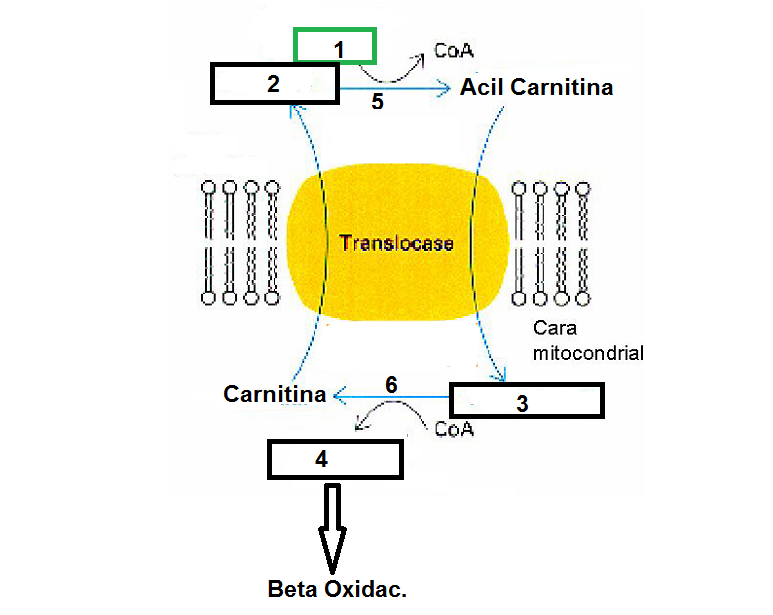 1
CoA
2
5
Acil Carnitina
Translocase
Cara
mitocondrial
Carnitina
6
3
CoA
4
Beta Oxidac.